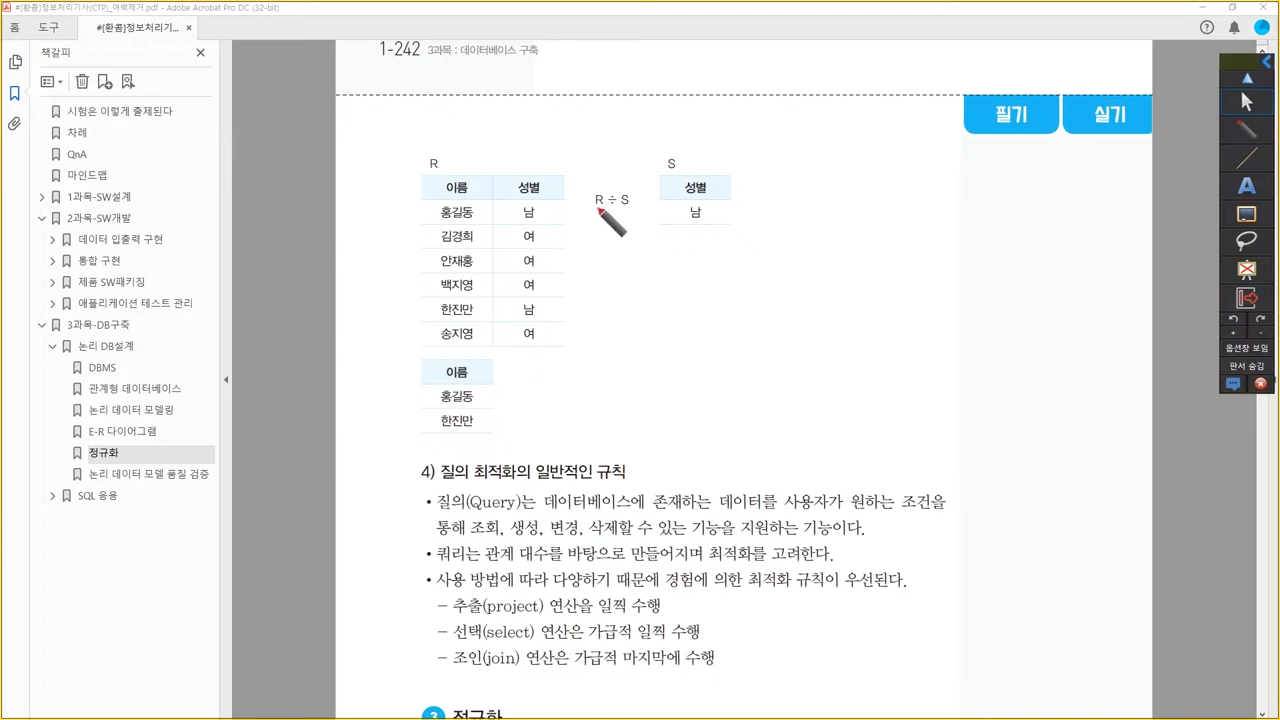 #[환콤]정보처리기사(CTP)_여백제거.pdf - Adobe Acrobat Pro DC (32-bit)
홈 도구 #[환콤]정보처리기... ×
책갈피
시험은 이렇게 출제된다
차례
QnA
마인드맵
1과목-SW설계
2과목-SW개발
데이터 입출력 구현
통합 구현
제품 SW패키징
애플리케이션 테스트 관리
3과목-DB구축
논리 DB설계
DBMS
관계형 데이터베이스
논리 데이터 모델링
E-R 다이어그램
정규화
논리 데이터 모델 품질 검증
SQL 응용
1-242 3과목 : 데이터베이스 구축
필기 실기
R
이름 성별
홍길동 남
김경희 여
안재홍 여
백지영 여
한진만 남
송지영 여
R ÷ S
S
성별
남
이름
홍길동
한진만
4) 질의 최적화의 일반적인 규칙
• 질의(Query)는 데이터베이스에 존재하는 데이터를 사용자가 원하는 조건을
통해 조회, 생성, 변경, 삭제할 수 있는 기능을 지원하는 기능이다.
• 쿼리는 관계 대수를 바탕으로 만들어지며 최적화를 고려한다.
• 사용 방법에 따라 다양하기 때문에 경험에 의한 최적화 규칙이 우선된다.
– 추출(project) 연산을 일찍 수행
– 선택(select) 연산은 가급적 일찍 수행
– 조인(join) 연산은 가급적 마지막에 수행
3 정규화
A
옵션창 보임
판서 숨김